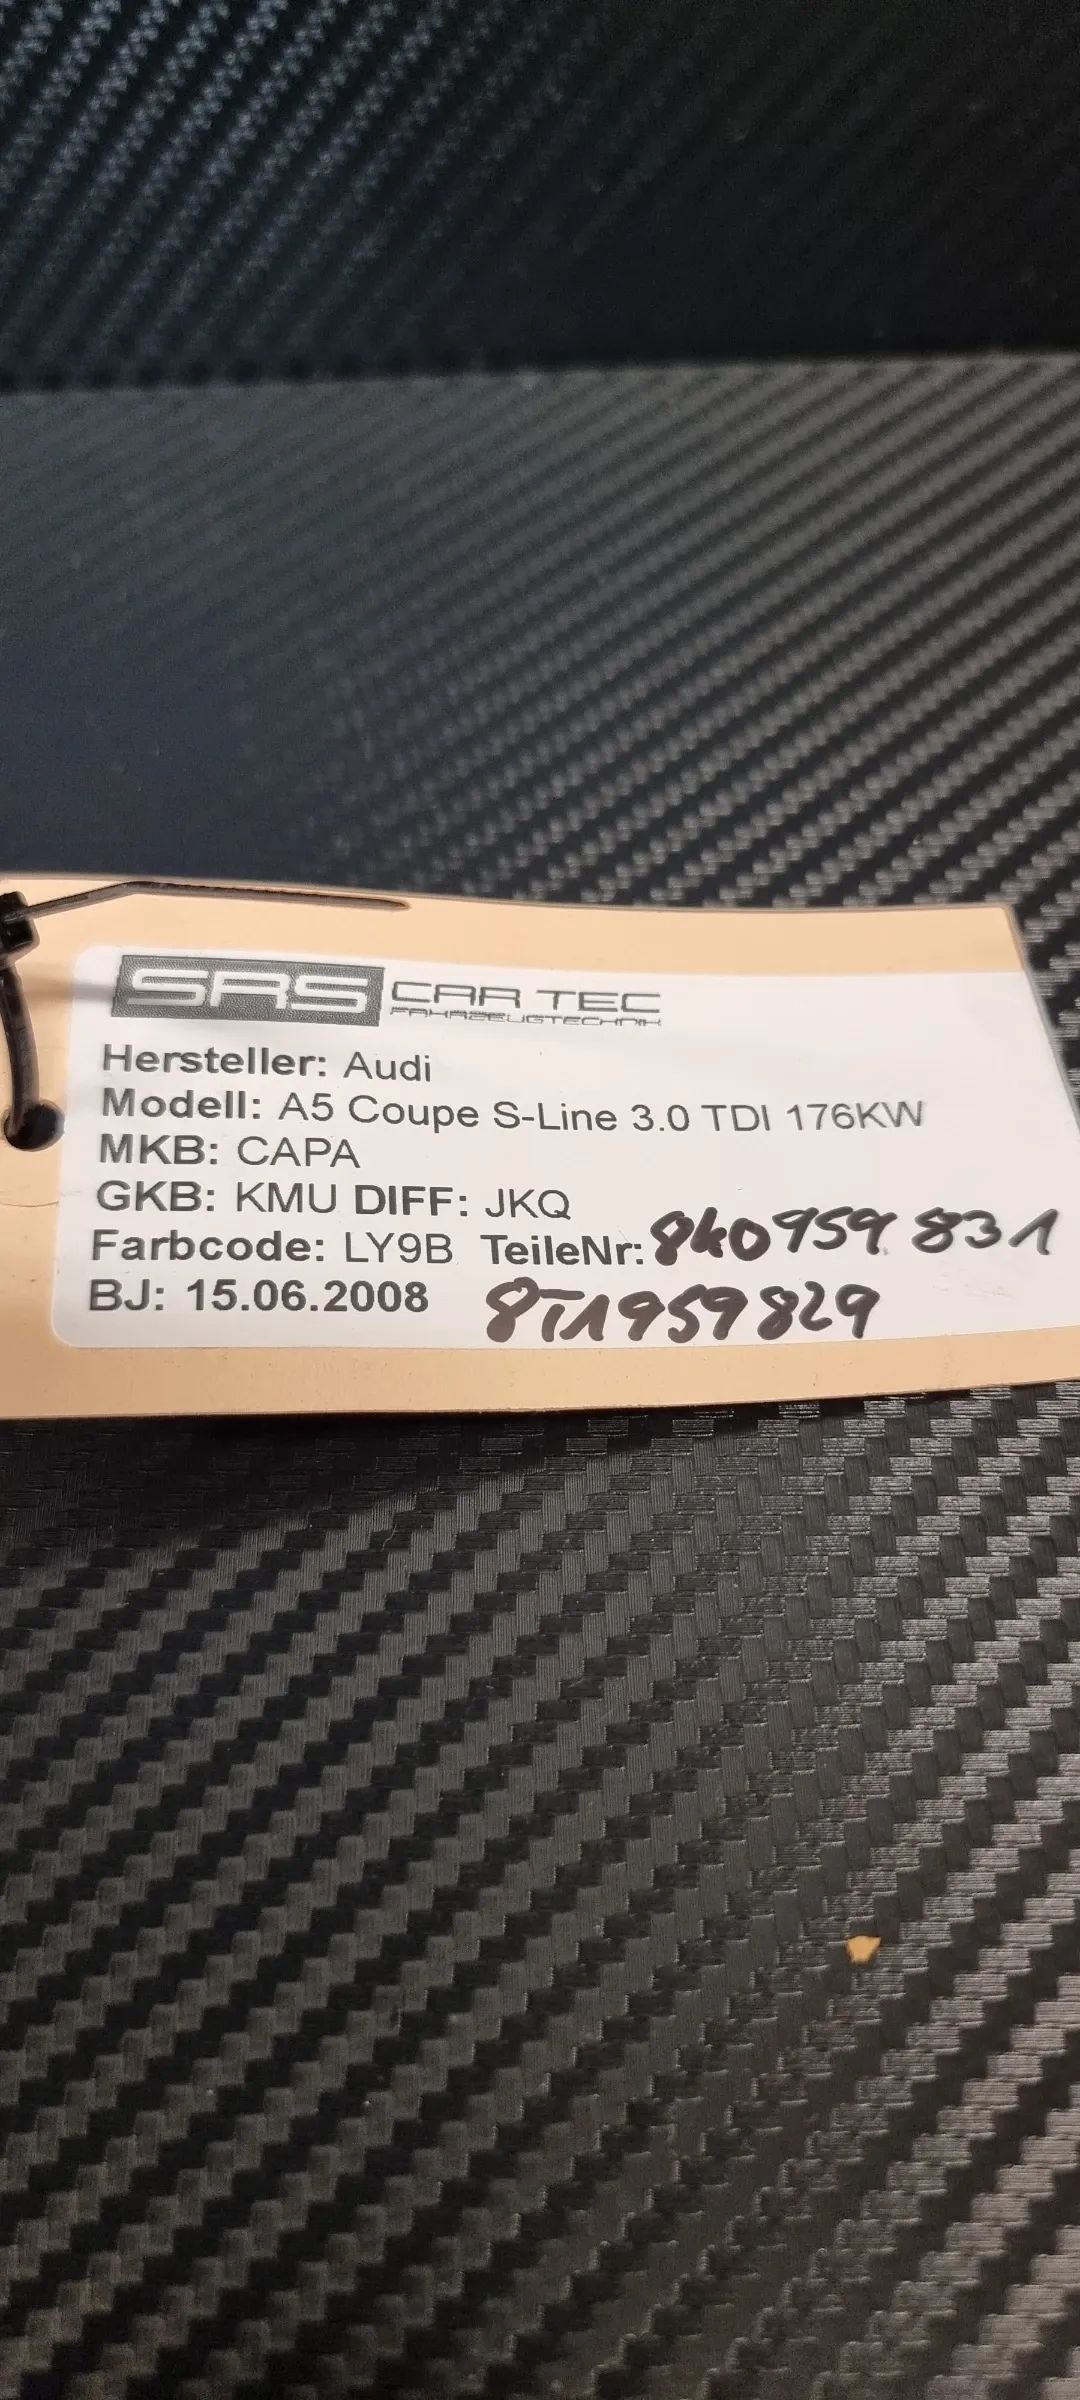 SRS CAR TEC
FAHRZEUGTECHNIK
Hersteller: Audi
Modell: A5 Coupe S-Line 3.0 TDI 176KW
MKB: CAPA
GKB: KMU DIFF: JKQ
Farbcode: LY9B TeileNr: 8K0959831
BJ: 15.06.2008 8T1959829